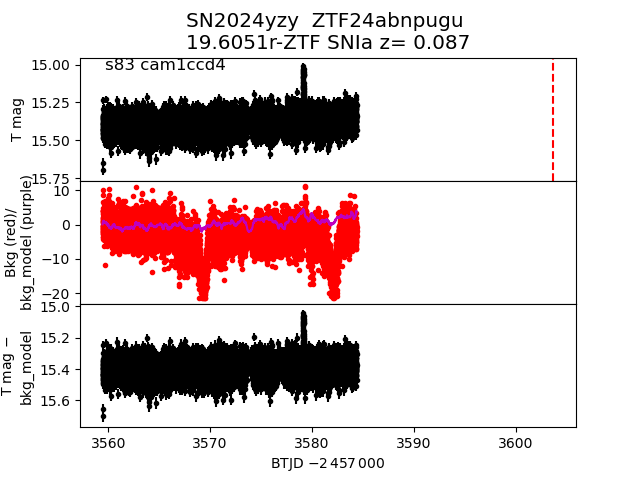 SN2024yzy  ZTF24abnpugu
19.6051r-ZTF SNIa z= 0.087
s83 cam1ccd4
15.00
15.25
15.50
15.75
T mag
10
0
−10
−20
Bkg (red)/
bkg_model (purple)
15.0
15.2
15.4
15.6
T mag −
bkg_model
3560 3570 3580 3590 3600
BTJD −2 457 000